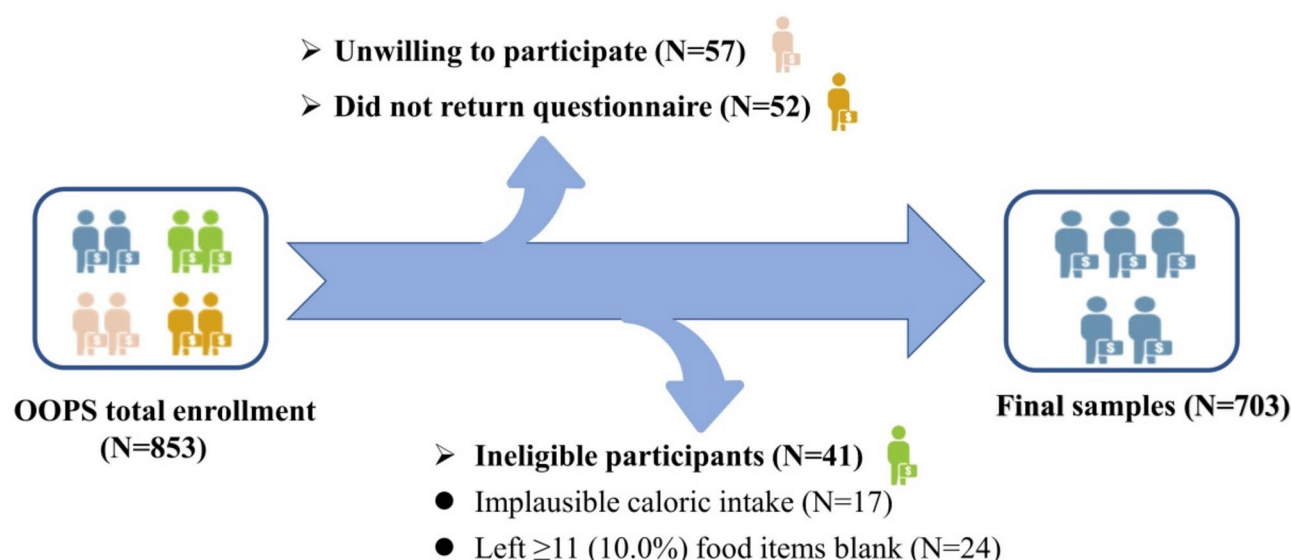 ➢ Unwilling to participate (N=57)
➢ Did not return questionnaire (N=52)
OOPS total enrollment
(N=853)
Final samples (N=703)
➢ Ineligible participants (N=41)
● Implausible caloric intake (N=17)
● Left ≥11 (10.0%) food items blank (N=24)